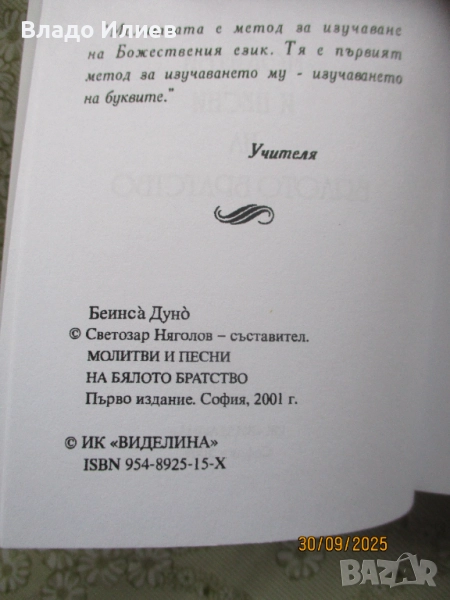 Владо Илиев
е метод за изучаване
на Божествения език. Тя е първият
метод за изучаването му - изучаването
на буквите."
Учителя
Беинса̀ Дуно̀
© Светозар Няголов – съставител.
МОЛИТВИ И ПЕСНИ
НА БЯЛОТО БРАТСТВО
Първо издание. София, 2001 г.
© ИК «ВИДЕЛИНА»
ISBN 954-8925-15-X
30/09/2025
BAZAR